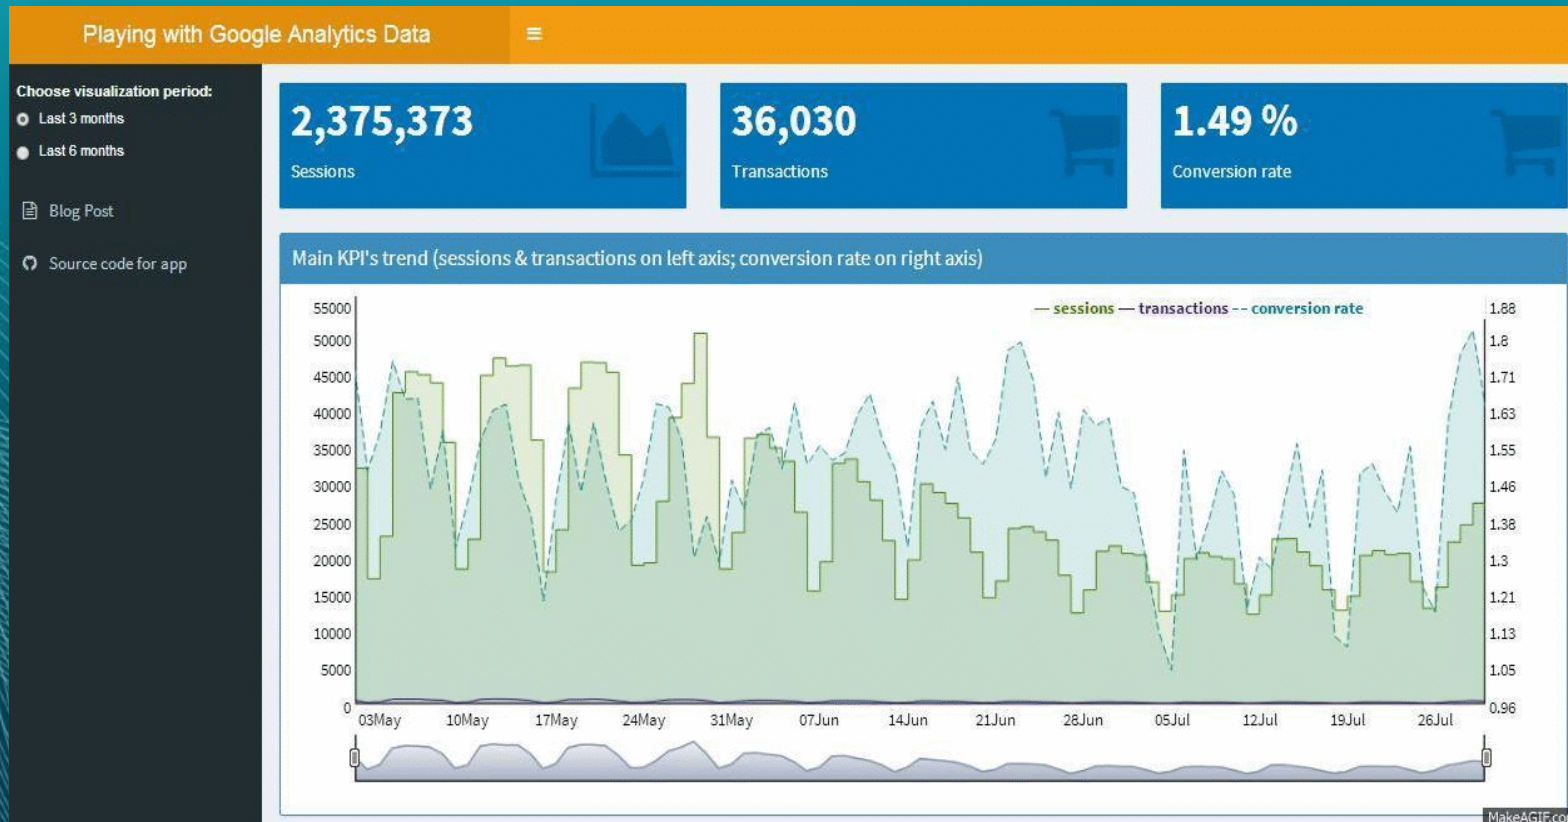 Playing with Google Analytics Data
Choose visualization period:
Last 3 months
Last 6 months
Blog Post
Source code for app
2,375,373
Sessions
36,030
Transactions
1.49 %
Conversion rate
Main KPI's trend (sessions & transactions on left axis; conversion rate on right axis)
sessions transactions conversion rate
55000
50000
45000
40000
35000
30000
25000
20000
15000
10000
5000
0
1.88
1.8
1.71
1.63
1.55
1.46
1.38
1.3
1.21
1.13
1.05
0.96
03May 10May 17May 24May 31May 07Jun 14Jun 21Jun 28Jun 05Jul 12Jul 19Jul 26Jul
MakeAGIF.co